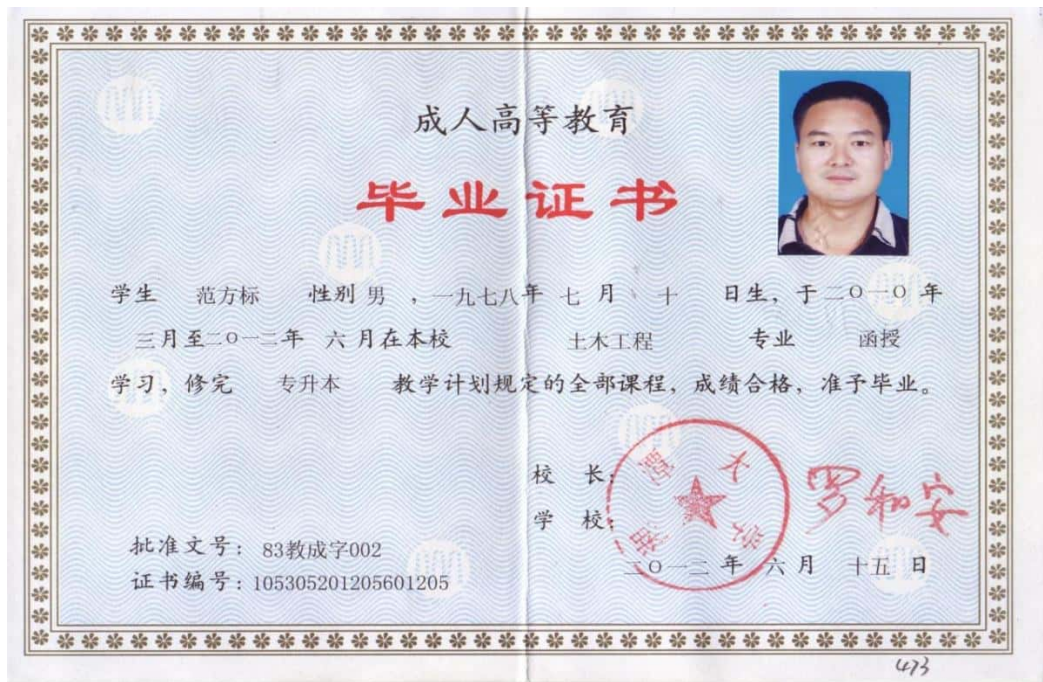 成人高等教育
毕业证书
学生 范方标 性别 男 ，一九七八年 七 月 十 日生，于二〇一〇年
三月至二〇一二年 六 月在本校 土木工程 专业 函授
学习，修完 专升本 教学计划规定的全部课程，成绩合格，准予毕业。
校 长：罗和安
学 校：
湘潭大学
批准文号：83教成字002
二〇一二年 六 月 十五 日
证书编号：105305201205601205
473